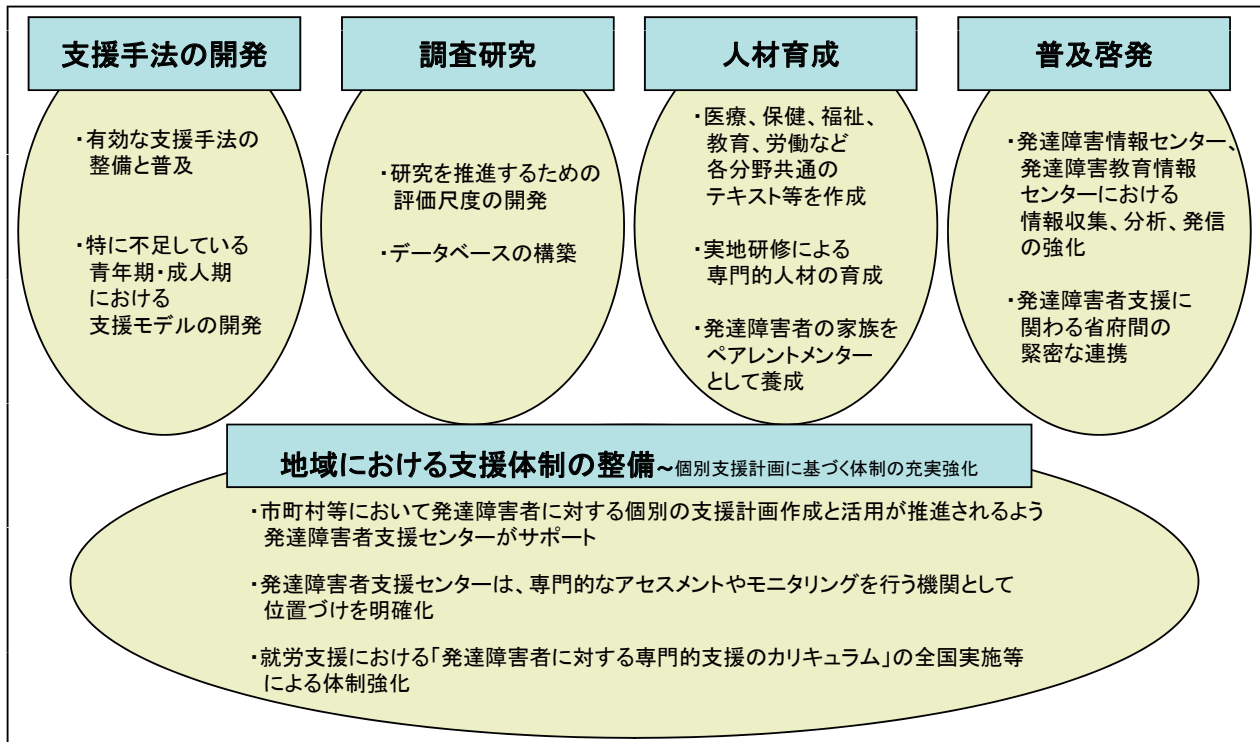 支援手法の開発
・有効な支援手法の
整備と普及
・特に不足している
青年期・成人期
における
支援モデルの開発
調査研究
・研究を推進するための
評価尺度の開発
・データベースの構築
人材育成
・医療、保健、福祉、
教育、労働など
各分野共通の
テキスト等を作成
・実地研修による
専門的人材の育成
・発達障害者の家族を
ペアレントメンター
として養成
普及啓発
・発達障害情報センター、
発達障害教育情報
センターにおける
情報収集、分析、発信
の強化
・発達障害者支援に
関わる省府間の
緊密な連携
地域における支援体制の整備~個別支援計画に基づく体制の充実強化
・市町村等において発達障害者に対する個別の支援計画作成と活用が推進されるよう
発達障害者支援センターがサポート
・発達障害者支援センターは、専門的なアセスメントやモニタリングを行う機関として
位置づけを明確化
・就労支援における「発達障害者に対する専門的支援のカリキュラム」の全国実施等
による体制強化